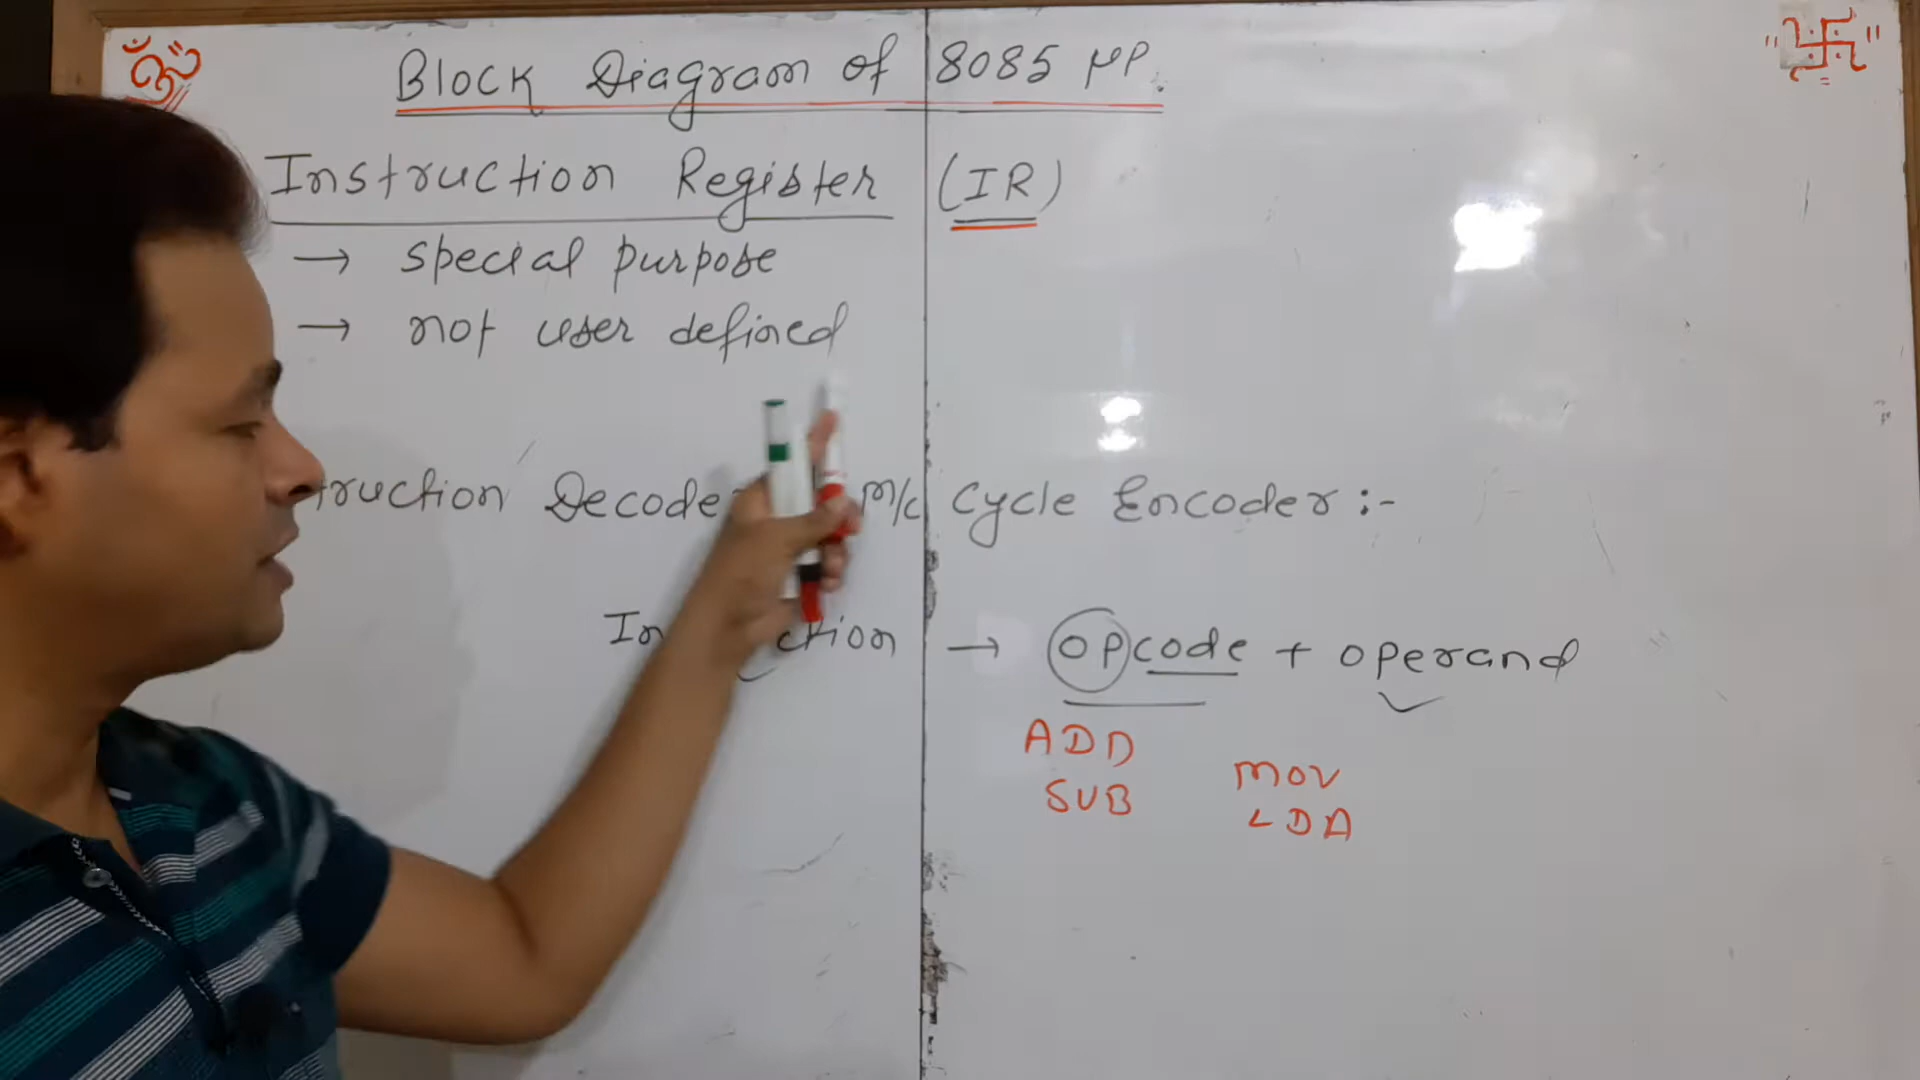 ॐ
Block Diagram of 8085 μP.
Instruction Register (IR)
→ special purpose
→ not user defined
M/c Cycle Encoder :-
→ opcode + operand
ADD
SUB
MOV
LDA